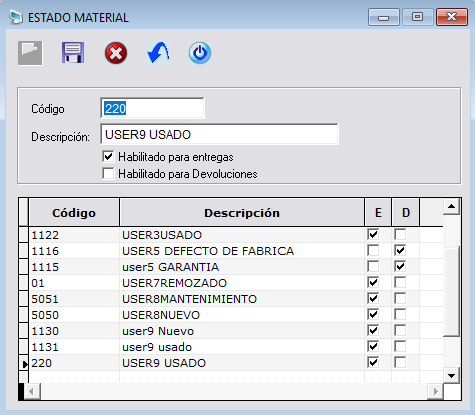 ESTADO MATERIAL
Código 220
Descripción: USER9 USADO
Habilitado para entregas
Habilitado para Devoluciones
Código Descripción E D
1122 USER3USADO
1116 USER5 DEFECTO DE FABRICA
1115 user5 GARANTIA
01 USER7REMOZADO
5051 USER8MANTENIMIENTO
5050 USER8NUEVO
1130 user9 Nuevo
1131 user9 usado
220 USER9 USADO